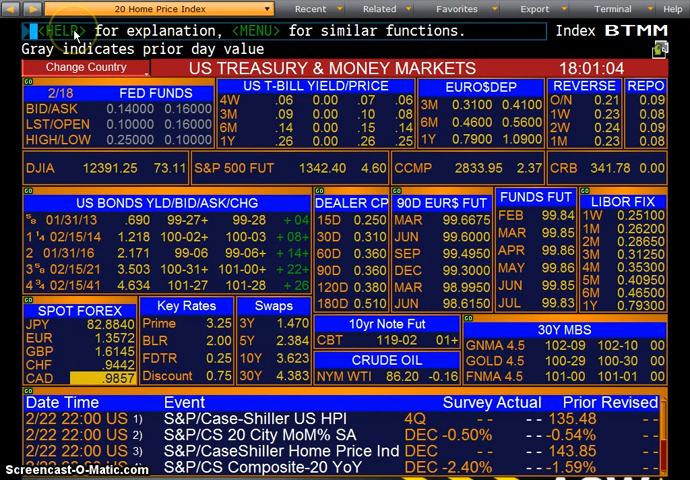 20 Home Price Index Recent Related Favorites Export Terminal Help
<HELP> for explanation, <MENU> for similar functions. Index BTMM
Gray indicates prior day value
Change Country US TREASURY & MONEY MARKETS 18:01:04
2/18 FED FUNDS
BID/ASK 0.14000 0.16000
LST/OPEN 0.10000 0.16000
HIGH/LOW 0.25000 0.10000
US T-BILL YIELD/PRICE
4W .06 0.00 .07 .06
3M .09 0.00 .10 .08
6M .14 0.00 .15 .14
1Y .26 0.00 .26 .25
EURO$DEP
3M 0.3100 0.4100
6M 0.4600 0.5600
1Y 0.7900 1.0900
REVERSE REPO
O/N 0.21 0.09
1W 0.23 0.09
2W 0.24 0.09
1M 0.23 0.08
DJIA 12391.25 73.11 S&P 500 FUT 1342.40 4.60 CCMP 2833.95 2.37 CRB 341.78 0.00
US BONDS YLD/BID/ASK/CHG
⁵₈ 01/31/13 .690 99-27+ 99-28 + 04
1 ¹₄ 02/15/14 1.218 100-02+ 100-03 + 08+
2 01/31/16 2.171 99-06 99-06+ + 14+
3 ⁵₈ 02/15/21 3.503 100-31+ 101-00+ + 22+
4 ³₄ 02/15/41 4.634 101-27 101-28 + 26
DEALER CP
15D 0.250
30D 0.310
60D 0.360
90D 0.360
120D 0.380
180D 0.510
90D EUR$ FUT
MAR 99.6675
JUN 99.6000
SEP 99.4950
DEC 99.3000
MAR 98.9950
JUN 98.6150
FUNDS FUT
FEB 99.84
MAR 99.85
APR 99.86
MAY 99.86
JUN 99.85
JUL 99.83
LIBOR FIX
1W 0.25100
1M 0.26200
2M 0.28650
3M 0.31250
4M 0.35300
5M 0.40950
6M 0.46550
1Y 0.79300
SPOT FOREX
JPY 82.8840
EUR 1.3572
GBP 1.6145
CHF .9442
CAD .9857
Key Rates
Prime 3.25
BLR 2.00
FDTR 0.25
Discount 0.75
Swaps
3Y 1.470
5Y 2.384
10Y 3.623
30Y 4.383
10yr Note Fut
CBT 119-02 01+
CRUDE OIL
NYM WTI 86.20 -0.16
30Y MBS
GNMA 4.5 102-09 102-10 00
GOLD 4.5 100-29 100-30 00
FNMA 4.5 101-00 101-01 00
Date Time Event Survey Actual Prior Revised
2/22 22:00 US 1) S&P/Case-Shiller US HPI 4Q -- -- 135.48 --
2/22 22:00 US 2) S&P/CS 20 City MoM% SA DEC -0.50% -- -0.54% --
2/22 22:00 US 3) S&P/CaseShiller Home Price Ind DEC -- -- 143.85 --
2/22 22:00 US 4) S&P/CS Composite-20 YoY DEC -2.40% -- -1.59% --
Screencast-O-Matic.com